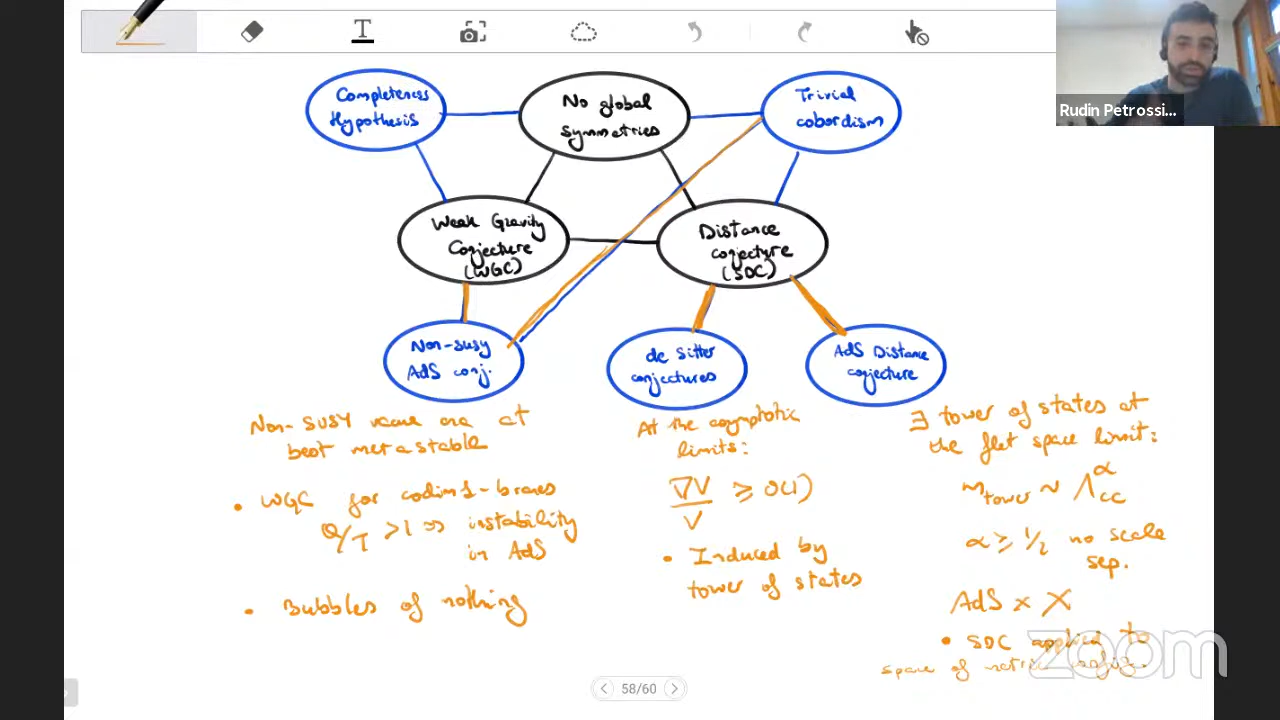 T
Rudin Petrossi...
Completeness
Hypothesis
No global
symmetries
Trivial
cobordism
Weak Gravity
Conjecture
(WGC)
Distance
conjecture
(SDC)
Non-susy
AdS conj.
de Sitter
conjectures
AdS Distance
conjecture
Non-SUSY vacua are at
best metastable
• WGC for codim 1-branes
Q/T > 1 => instability
in AdS
• Bubbles of nothing
At the asymptotic
limits:
∇V
V
≥ O(1)
• Induced by
tower of states
∃ tower of states at
the flat space limit:
m tower ~ Λcc^α
α ≥ 1/2 no scale
sep.
AdS x X
• SDC applied to
space of metric
zoom
58/60